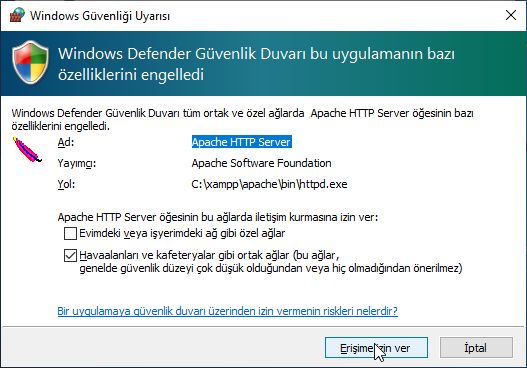 Windows Güvenliği Uyarısı
Windows Defender Güvenlik Duvarı bu uygulamanın bazı
özelliklerini engelledi
Windows Defender Güvenlik Duvarı tüm ortak ve özel ağlarda Apache HTTP Server öğesinin bazı
özelliklerini engelledi.
Ad: Apache HTTP Server
Yayımcı: Apache Software Foundation
Yol: C:\xampp\apache\bin\httpd.exe
Apache HTTP Server öğesinin bu ağlarda iletişim kurmasına izin ver:
Evimdeki veya işyerimdeki ağ gibi özel ağlar
Havaalanları ve kafeteryalar gibi ortak ağlar (bu ağlar,
genelde güvenlik düzeyi çok düşük olduğundan veya hiç olmadığından önerilmez)
Bir uygulamaya güvenlik duvarı üzerinden izin vermenin riskleri nelerdir?
Erişime izin ver İptal